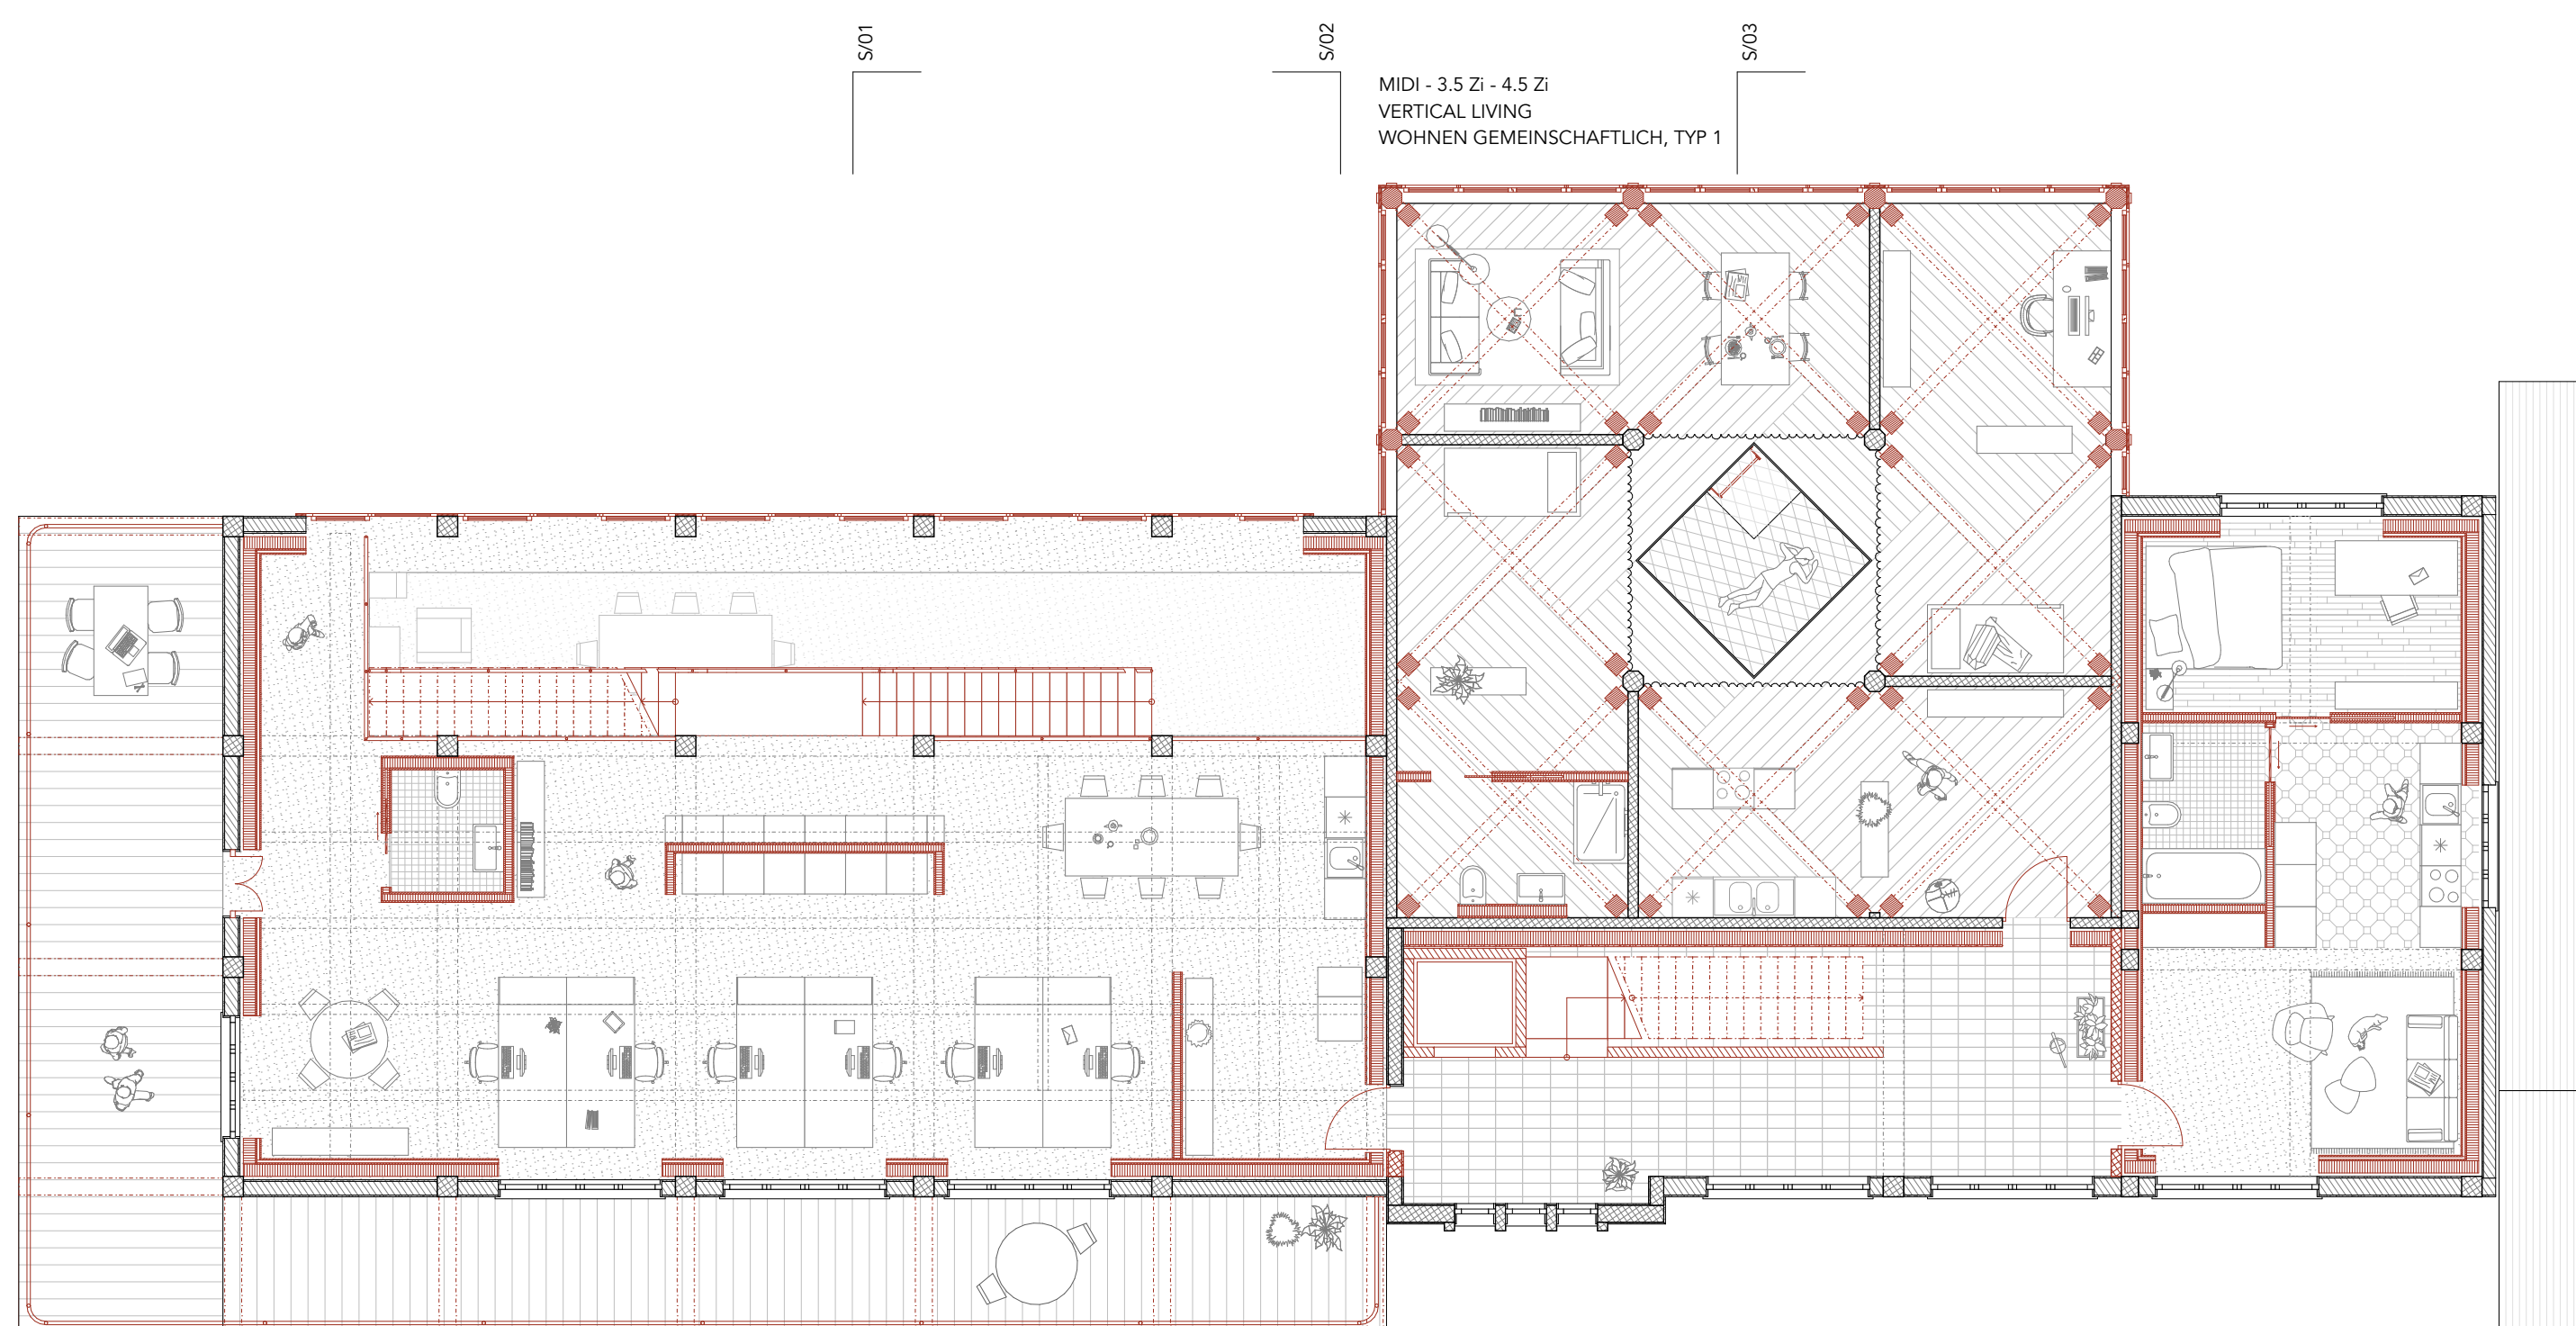 S/01
S/02
S/03
MIDI - 3.5 Zi - 4.5 Zi
VERTICAL LIVING
WOHNEN GEMEINSCHAFTLICH, TYP 1